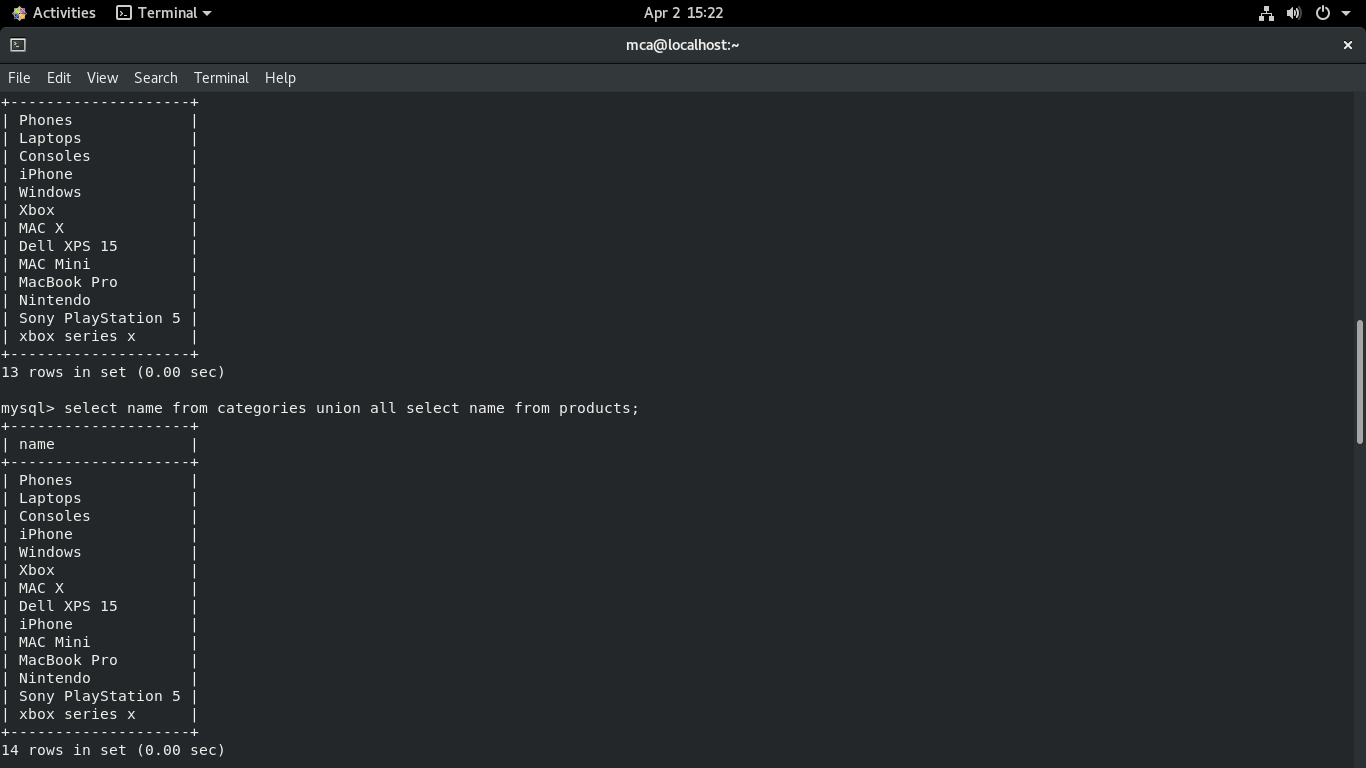 Activities Terminal Apr 2 15:22
mca@localhost:~
File Edit View Search Terminal Help
+--------------------+
| Phones             |
| Laptops            |
| Consoles           |
| iPhone             |
| Windows            |
| Xbox               |
| MAC X              |
| Dell XPS 15        |
| MAC Mini           |
| MacBook Pro        |
| Nintendo           |
| Sony PlayStation 5 |
| xbox series x      |
+--------------------+
13 rows in set (0.00 sec)
mysql> select name from categories union all select name from products;
+--------------------+
| name               |
+--------------------+
| Phones             |
| Laptops            |
| Consoles           |
| iPhone             |
| Windows            |
| Xbox               |
| MAC X              |
| Dell XPS 15        |
| iPhone             |
| MAC Mini           |
| MacBook Pro        |
| Nintendo           |
| Sony PlayStation 5 |
| xbox series x      |
+--------------------+
14 rows in set (0.00 sec)